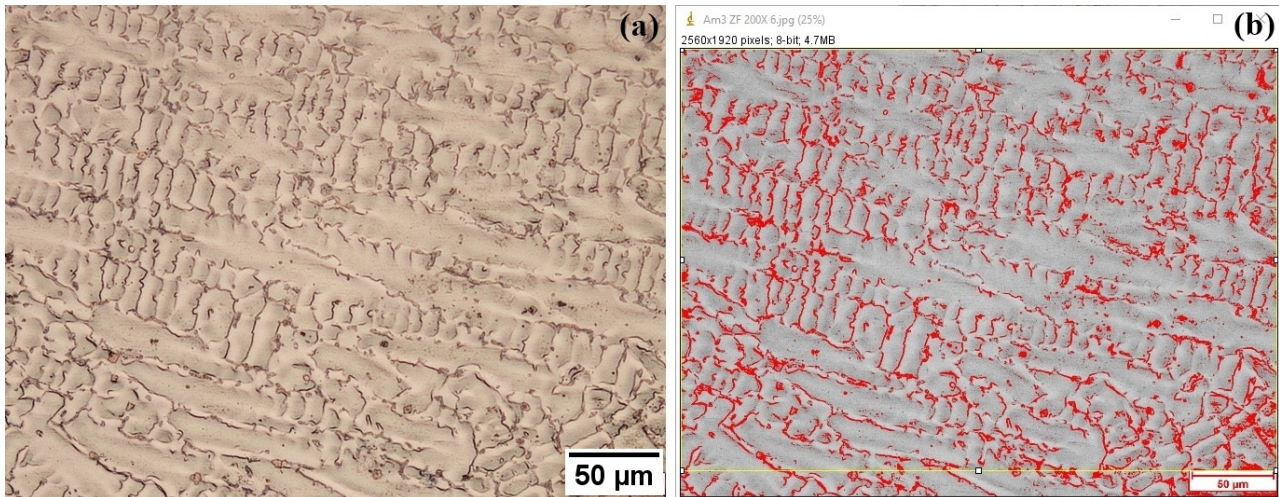 (a)
50 µm
Am3 ZF 200X 6.jpg (25%)
(b)
2560x1920 pixels; 8-bit; 4.7MB
50 µm